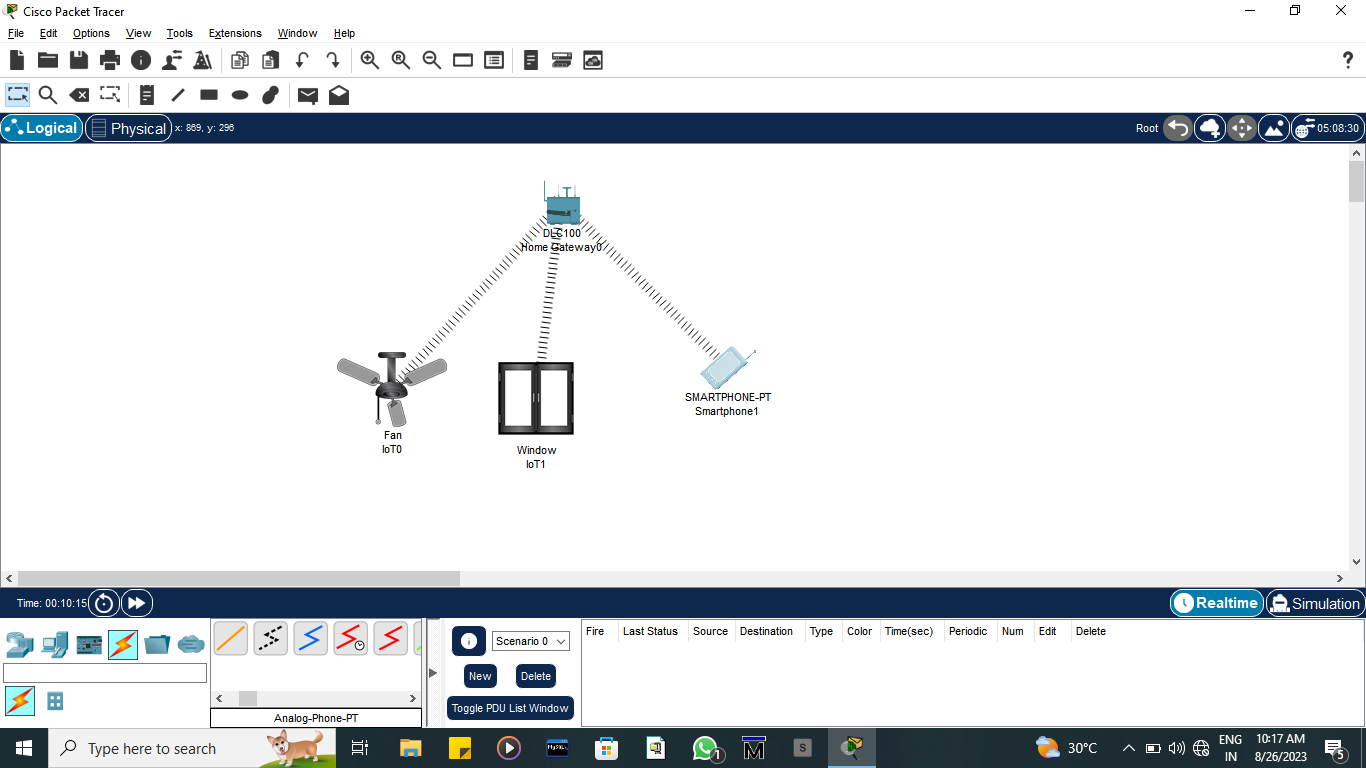 Cisco Packet Tracer
File Edit Options View Tools Extensions Window Help
Logical Physical x: 869, y: 296 Root 05:08:30
DLC100
Home Gateway0
Fan
IoT0
Window
IoT1
SMARTPHONE-PT
Smartphone1
Time: 00:10:15 Realtime Simulation
Scenario 0
New Delete
Toggle PDU List Window
Fire Last Status Source Destination Type Color Time(sec) Periodic Num Edit Delete
Analog-Phone-PT
Type here to search
MySQL
M
S
1
30°C
ENG
IN
10:17 AM
8/26/2023
5